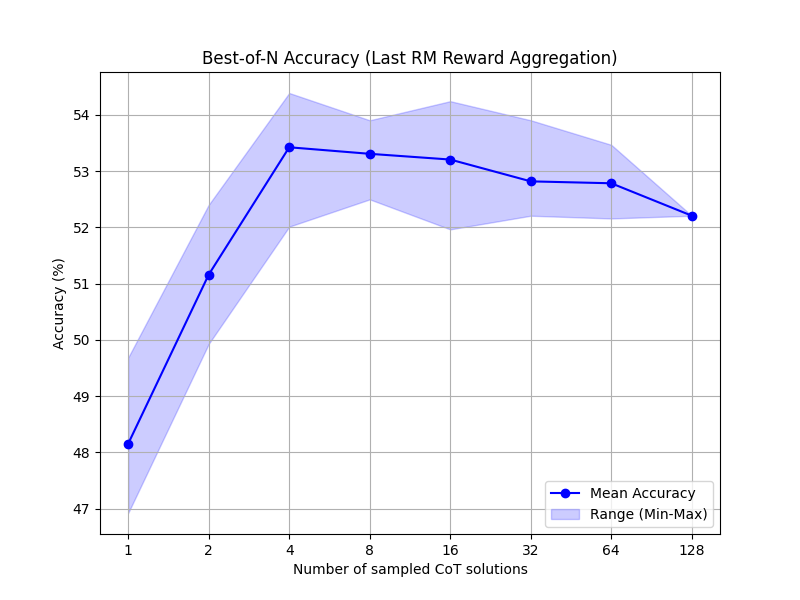 Best-of-N Accuracy (Last RM Reward Aggregation)
Accuracy (%)
54
53
52
51
50
49
48
47
1 2 4 8 16 32 64 128
Number of sampled CoT solutions
Mean Accuracy
Range (Min-Max)